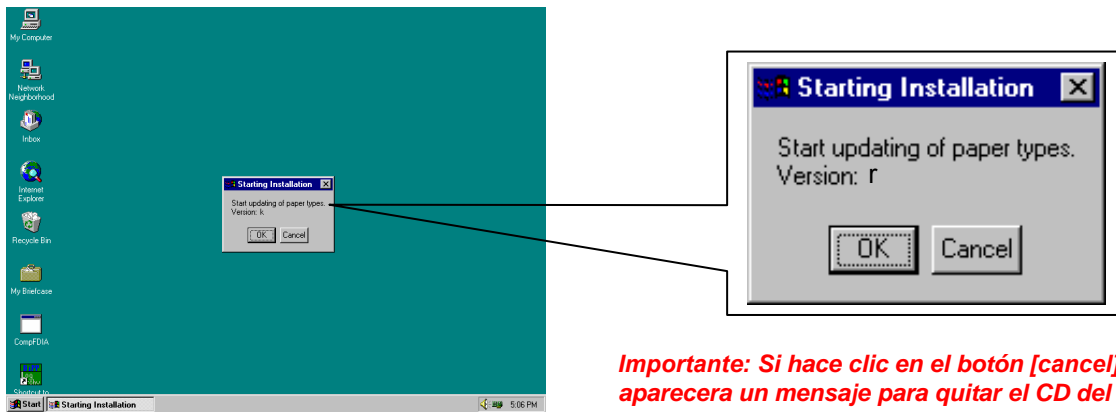 My Computer
Network
Neighborhood
Inbox
Internet
Explorer
Recycle Bin
My Briefcase
CompFDIA
Shortcut to
Starting Installation
Start updating of paper types.
Version: k
OK Cancel
Start Starting Installation 5:06 PM
Starting Installation
Start updating of paper types.
Version: r
OK Cancel
Importante: Si hace clic en el botón [cancel]
aparecera un mensaje para quitar el CD del